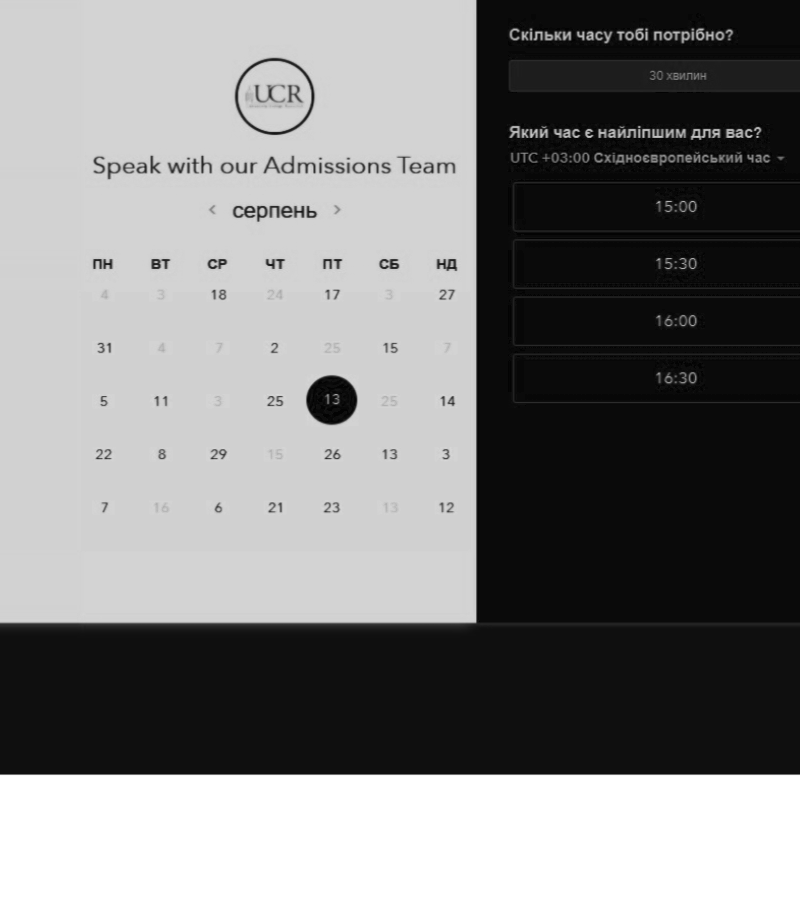 UCR
Speak with our Admissions Team
< серпень >
ПН ВТ СР ЧТ ПТ СБ НД
4 3 18 24 17 3 27
31 4 7 2 25 15 7
5 11 3 25 13 25 14
22 8 29 15 26 13 3
7 16 6 21 23 13 12
Скільки часу тобі потрібно?
30 хвилин
Який час є найліпшим для вас?
UTC +03:00 Східноєвропейський час
15:00
15:30
16:00
16:30